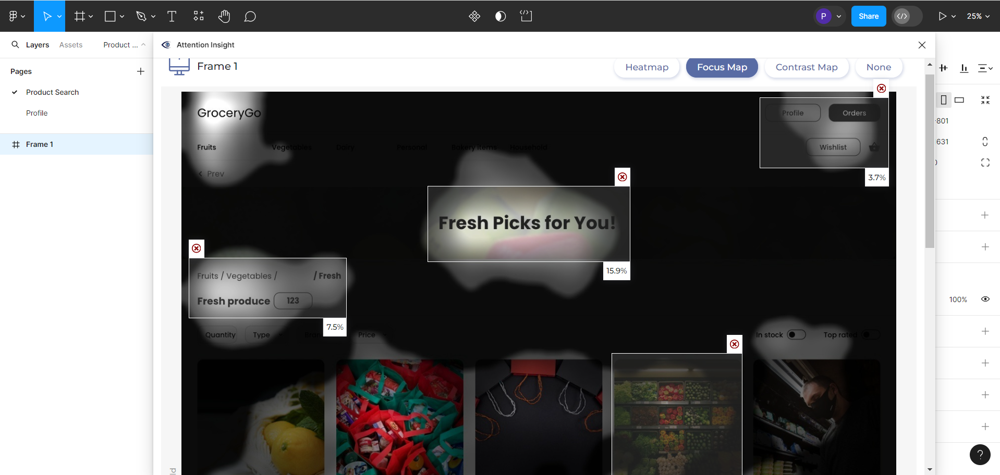 P
Share
25%
Layers
Assets
Product ...
Attention Insight
Frame 1
Heatmap
Focus Map
Contrast Map
None
Pages
Product Search
Profile
Frame 1
GroceryGo
Profile
Orders
Fruits
Vegetables
Dairy
Personal
Bakery items
Household
Wishlist
Prev
3.7%
Fresh Picks for You!
15.9%
Fruits / Vegetables /
/ Fresh
Fresh produce
123
7.5%
Quantity
Type
Price
In stock
Top rated
-801
631
100%
?